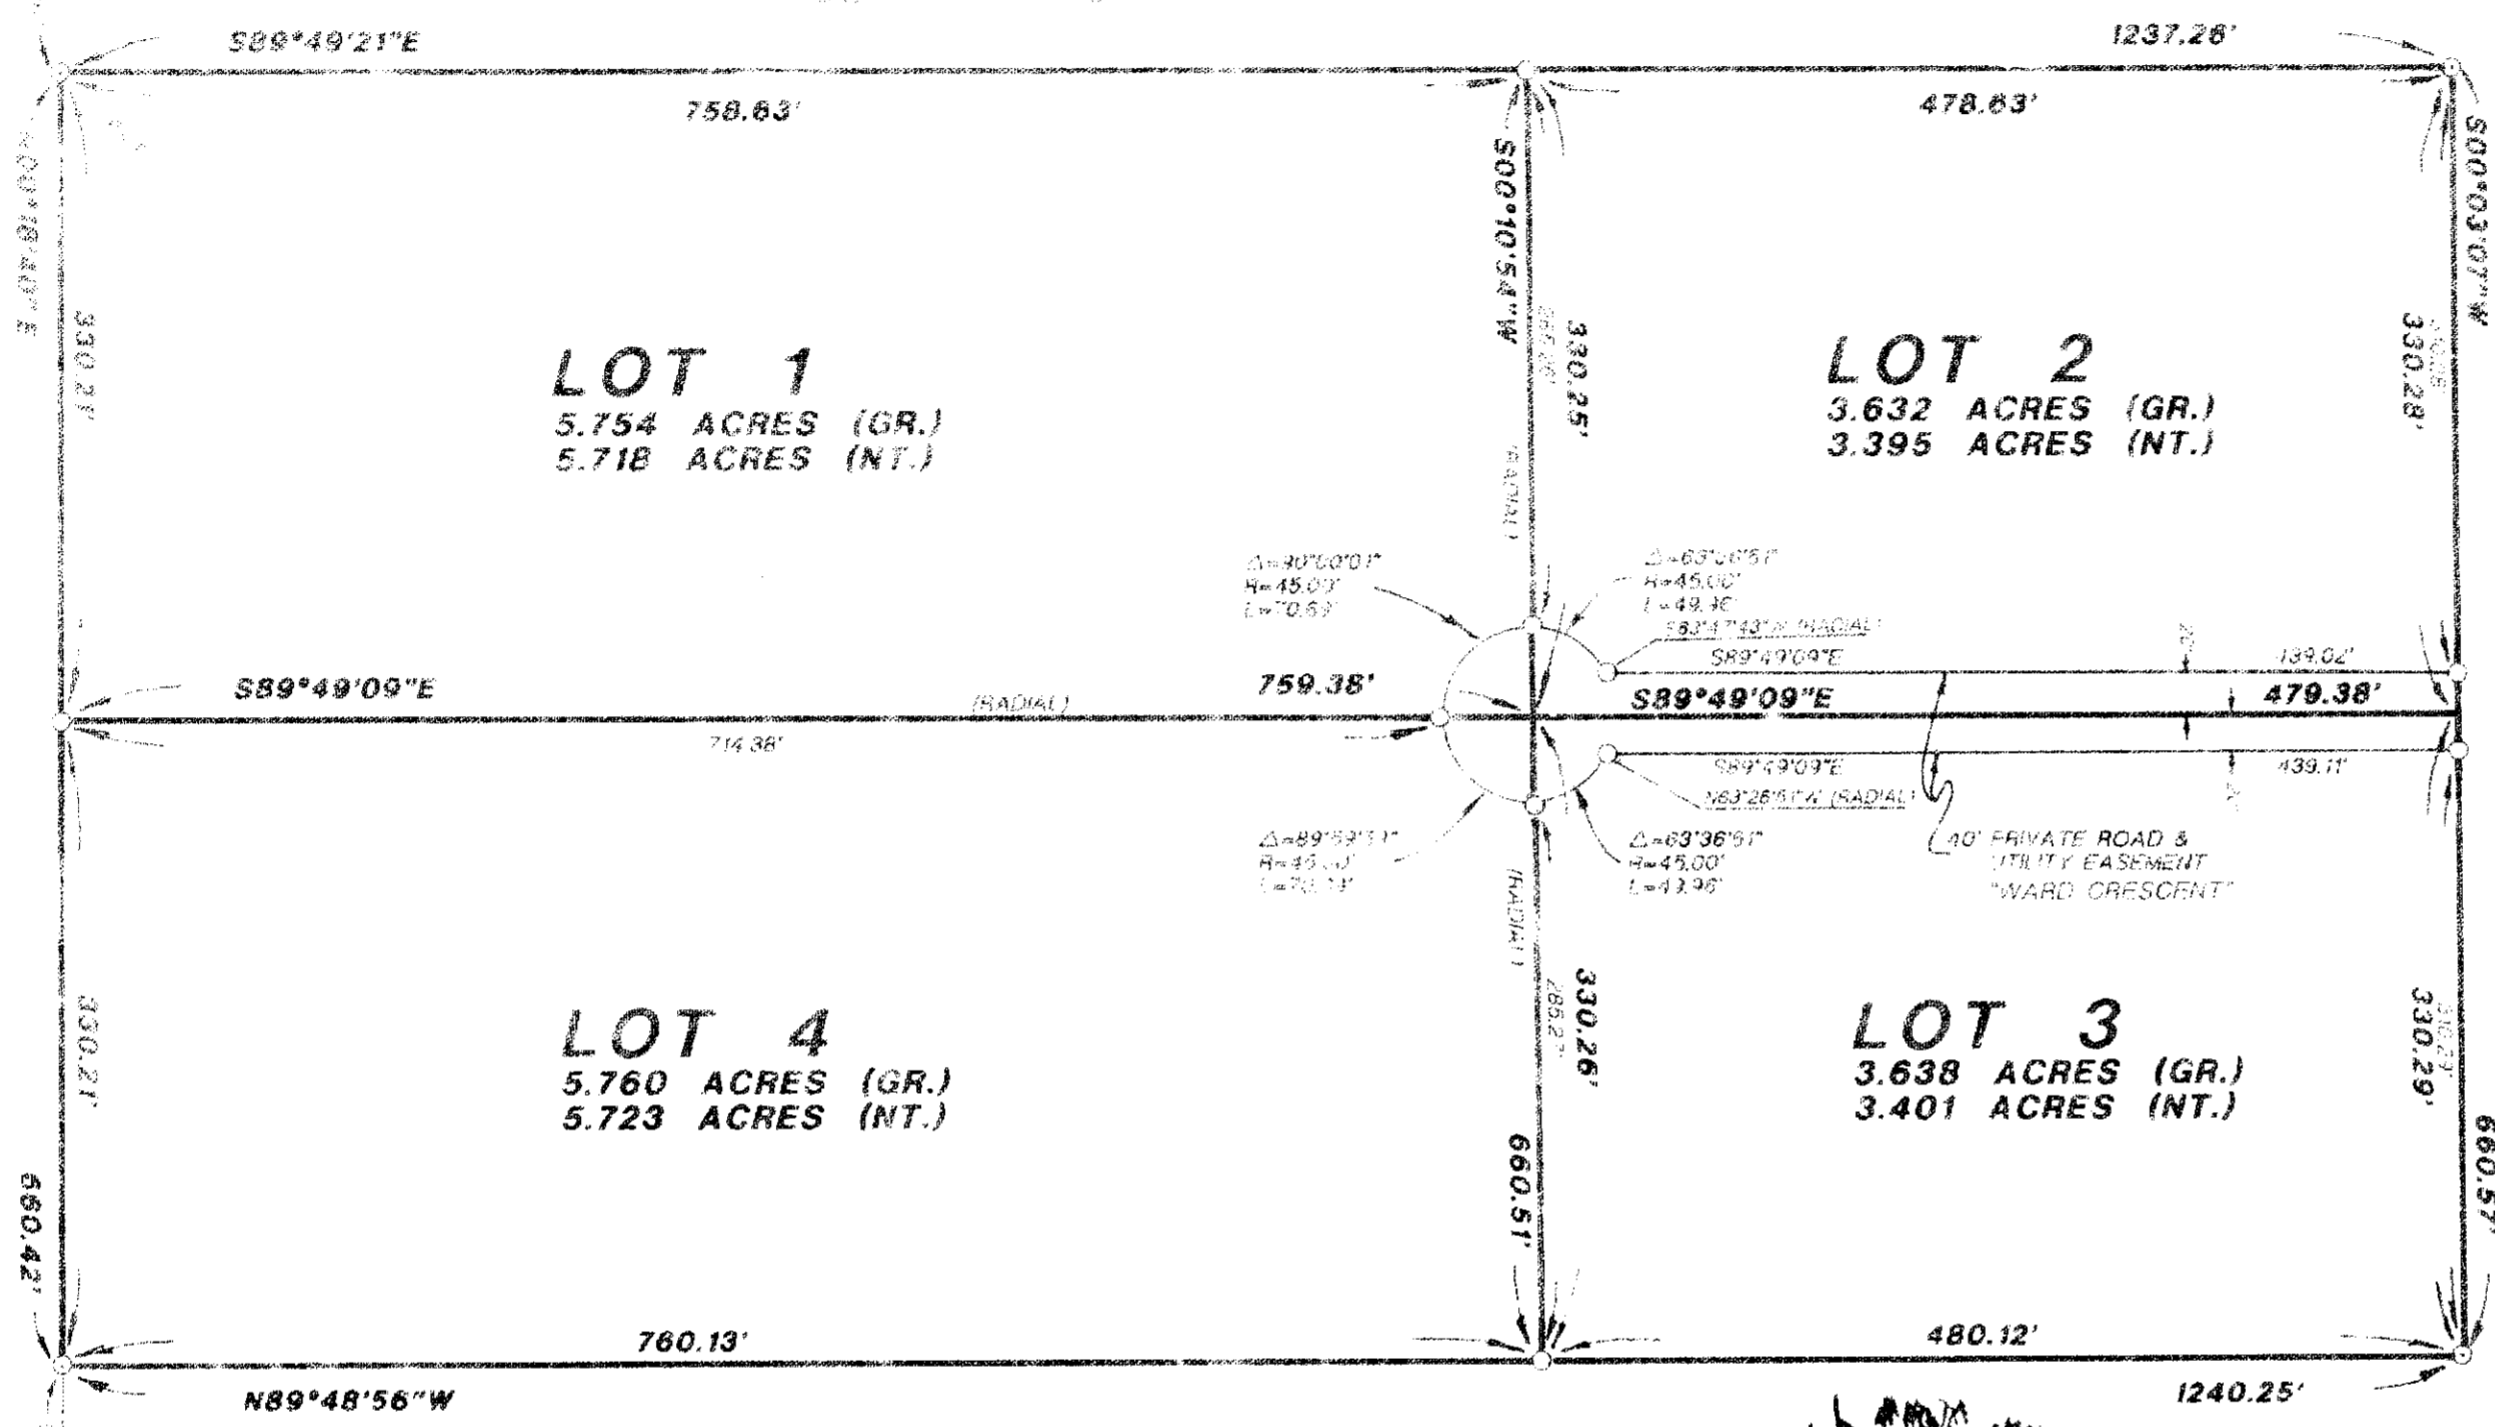 S89°49'21"E
1237.26'
758.63'
478.63'
S00°10'54"W
S00°03'07"W
330.21'
330.25'
330.28'
LOT 1
5.754 ACRES (GR.)
5.718 ACRES (NT.)
LOT 2
3.632 ACRES (GR.)
3.395 ACRES (NT.)
(RADIAL)
R=45.00'
R=45.00'
(RADIAL)
S89°49'09"E
S89°49'09"E
759.38'
(RADIAL)
S89°49'09"E
479.38'
714.38'
S89°49'09"E
439.11'
(RADIAL)
R=45.00'
Δ=63°36'51"
R=45.00'
L=49.96'
40' PRIVATE ROAD &
UTILITY EASEMENT
"WARD CRESCENT"
(RADIAL)
330.21'
330.26'
330.29'
LOT 4
5.760 ACRES (GR.)
5.723 ACRES (NT.)
LOT 3
3.638 ACRES (GR.)
3.401 ACRES (NT.)
660.42'
660.51'
660.57'
760.13'
480.12'
N89°48'56"W
1240.25'